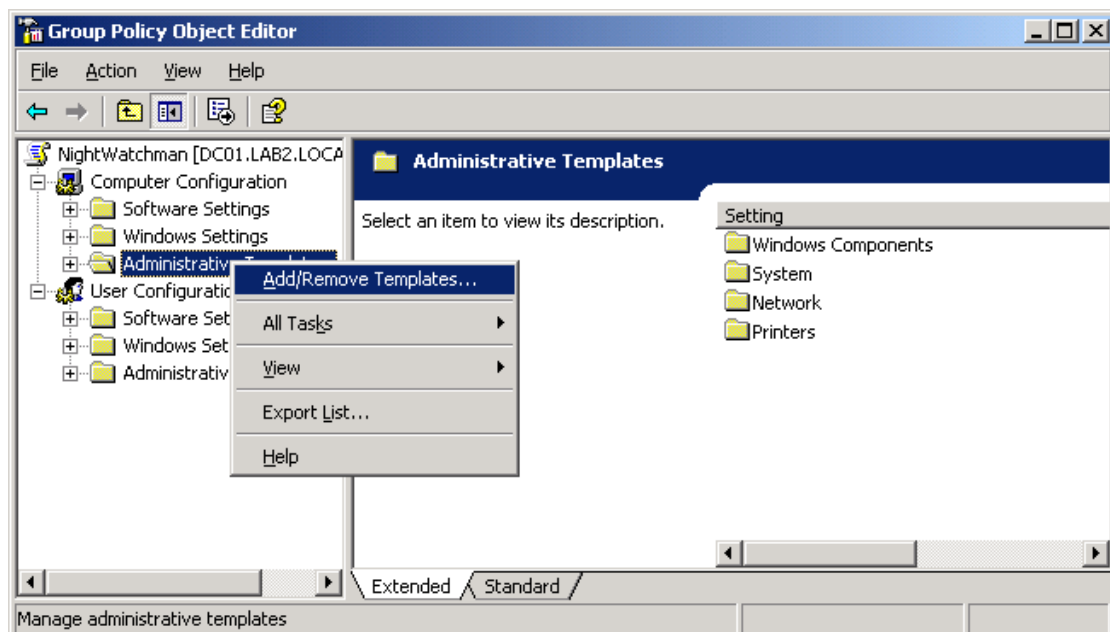 Group Policy Object Editor
File Action View Help
NightWatchman [DC01.LAB2.LOCA
Computer Configuration
Software Settings
Windows Settings
Administrativ
User Configuratic
Software Set
Windows Set
Administrativ
Add/Remove Templates...
All Tasks
View
Export List...
Help
Administrative Templates
Select an item to view its description.
Setting
Windows Components
System
Network
Printers
Extended Standard
Manage administrative templates